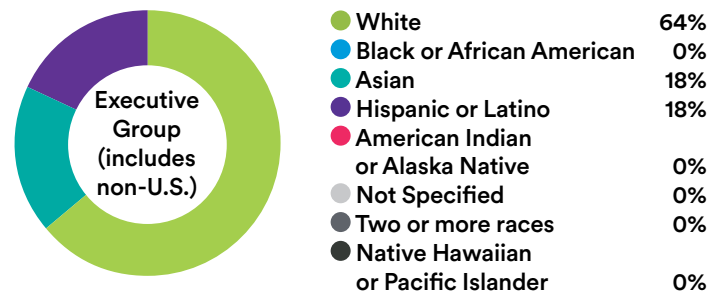 Executive
Group
(includes
non-U.S.)
White 64%
Black or African American 0%
Asian 18%
Hispanic or Latino 18%
American Indian
or Alaska Native 0%
Not Specified 0%
Two or more races 0%
Native Hawaiian
or Pacific Islander 0%